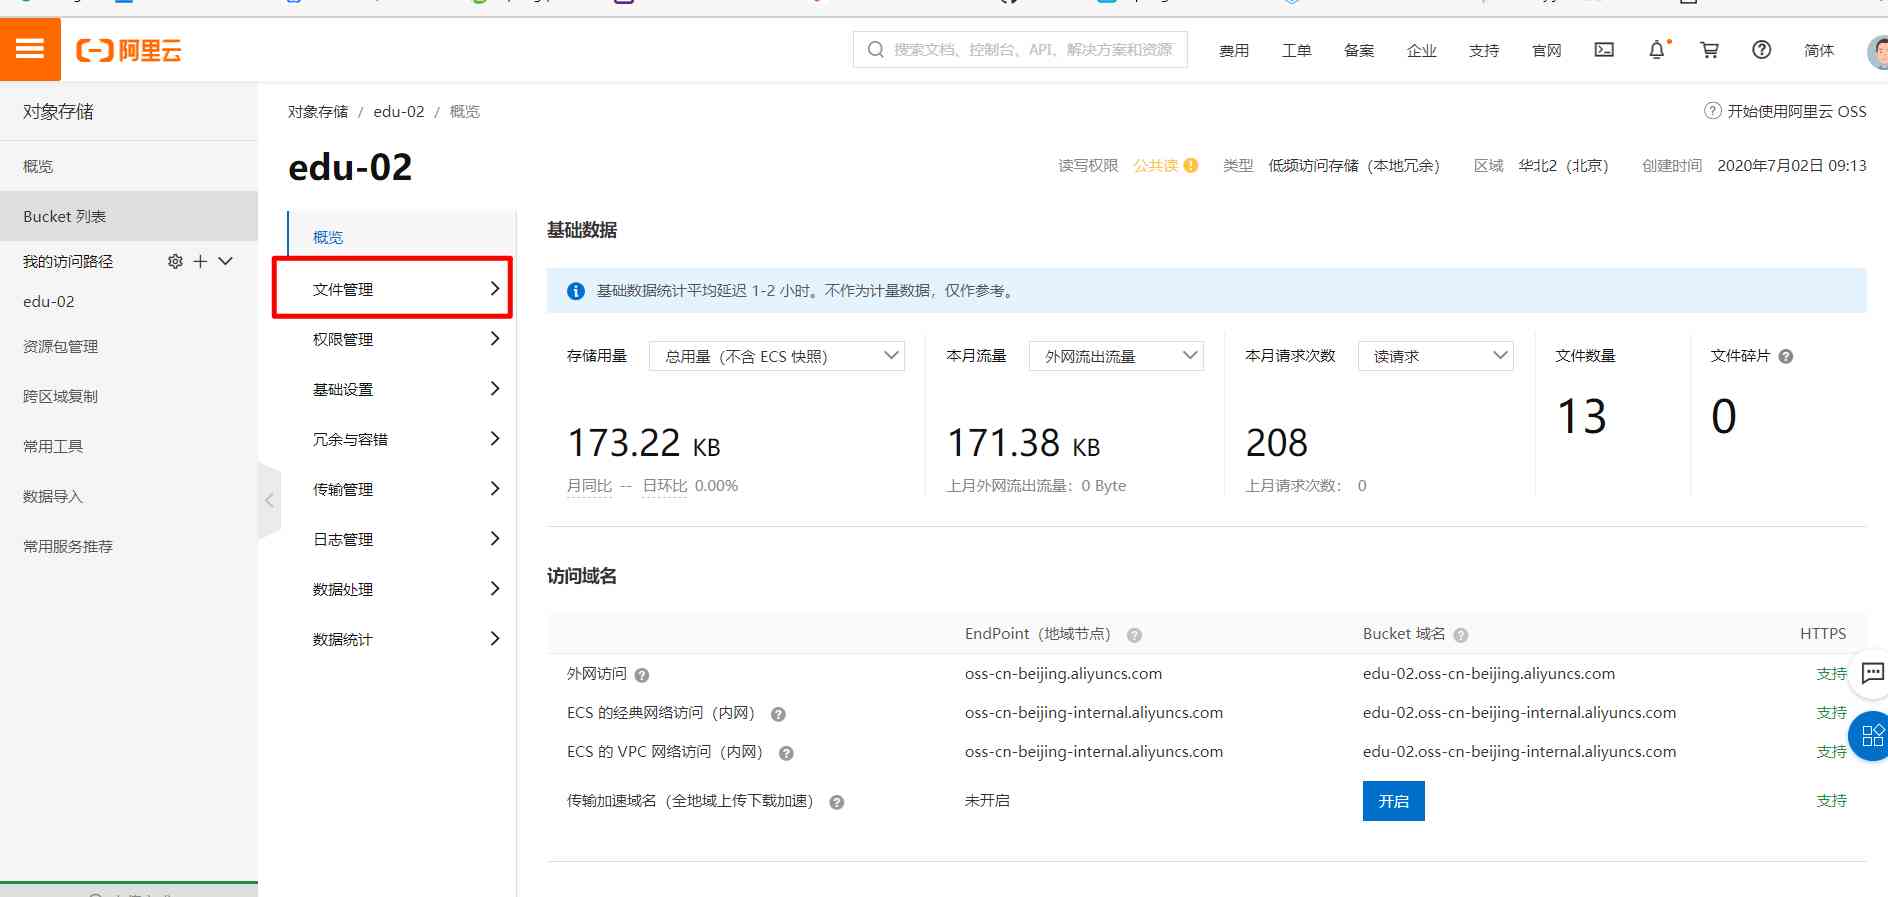 阿里云
搜索文档、控制台、API、解决方案和资源
费用 工单 备案 企业 支持 官网 简体
对象存储
概览
Bucket 列表
我的访问路径
edu-02
资源包管理
跨区域复制
常用工具
数据导入
常用服务推荐
对象存储 / edu-02 / 概览
开始使用阿里云 OSS
edu-02
读写权限 公共读 类型 低频访问存储（本地冗余） 区域 华北2（北京） 创建时间 2020年7月02日 09:13
概览
文件管理
权限管理
基础设置
冗余与容错
传输管理
日志管理
数据处理
数据统计
基础数据
基础数据统计平均延迟 1-2 小时。不作为计量数据，仅作参考。
存储用量 总用量（不含 ECS 快照） 本月流量 外网流出流量 本月请求次数 读请求 文件数量 文件碎片
173.22 KB 171.38 KB 208 13 0
月同比 -- 日环比 0.00% 上月外网流出流量：0 Byte 上月请求次数： 0
访问域名
EndPoint（地域节点） Bucket 域名 HTTPS
外网访问 oss-cn-beijing.aliyuncs.com edu-02.oss-cn-beijing.aliyuncs.com 支持
ECS 的经典网络访问（内网） oss-cn-beijing-internal.aliyuncs.com edu-02.oss-cn-beijing-internal.aliyuncs.com 支持
ECS 的 VPC 网络访问（内网） oss-cn-beijing-internal.aliyuncs.com edu-02.oss-cn-beijing-internal.aliyuncs.com 支持
传输加速域名（全地域上传下载加速） 未开启 开启 支持